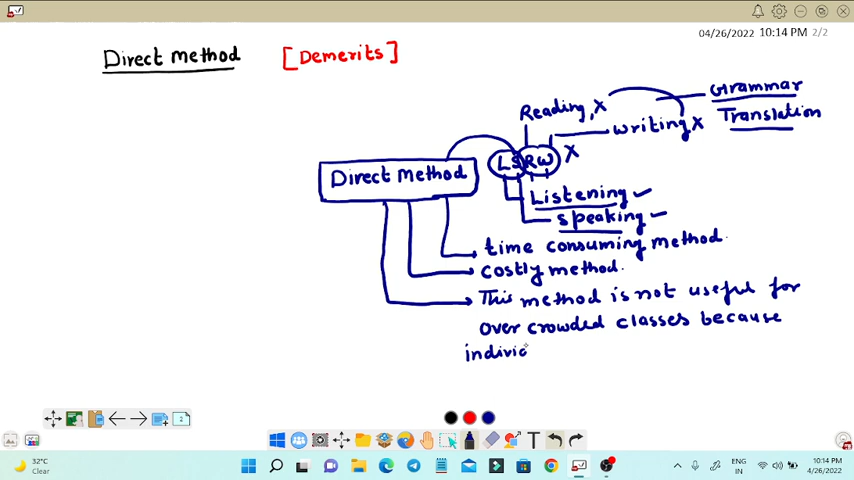 04/26/2022 10:14 PM 2/2
Direct method [Demerits]
Grammar
Translation
Reading, x
writing x
LSRW x
Direct Method
Listening ✓
speaking ✓
time consuming method.
costly method.
This method is not useful for
over crowded classes because
indivic
2
T
32°C
Clear
ENG
IN
10:14 PM
4/26/2022